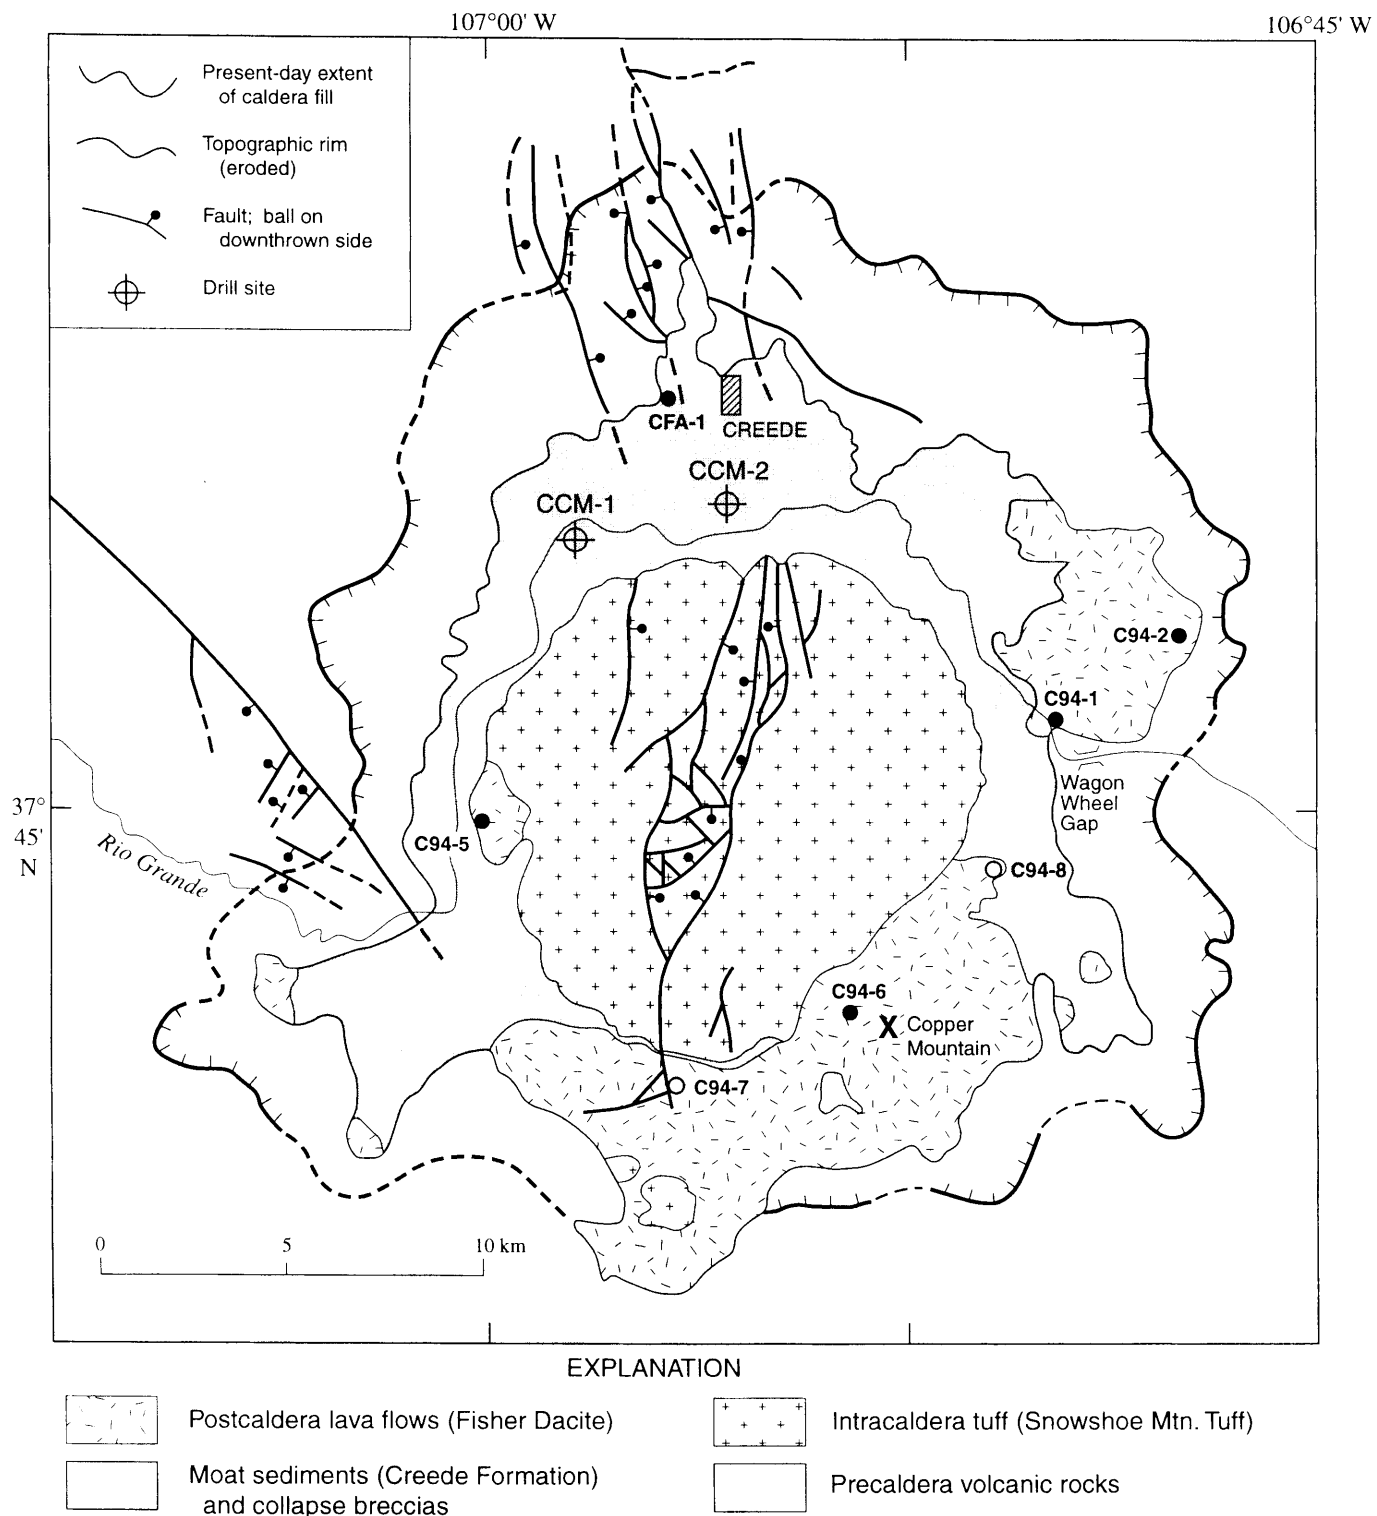 107°00' W
106°45' W
Present-day extent
of caldera fill
Topographic rim
(eroded)
Fault; ball on
downthrown side
Drill site
CFA-1
CREEDE
CCM-2
CCM-1
C94-2
C94-1
Wagon
Wheel
Gap
37°
45'
N
C94-5
Rio Grande
C94-8
C94-6
X
Copper
Mountain
C94-7
0
5
10 km
EXPLANATION
Postcaldera lava flows (Fisher Dacite)
Intracaldera tuff (Snowshoe Mtn. Tuff)
Moat sediments (Creede Formation)
and collapse breccias
Precaldera volcanic rocks